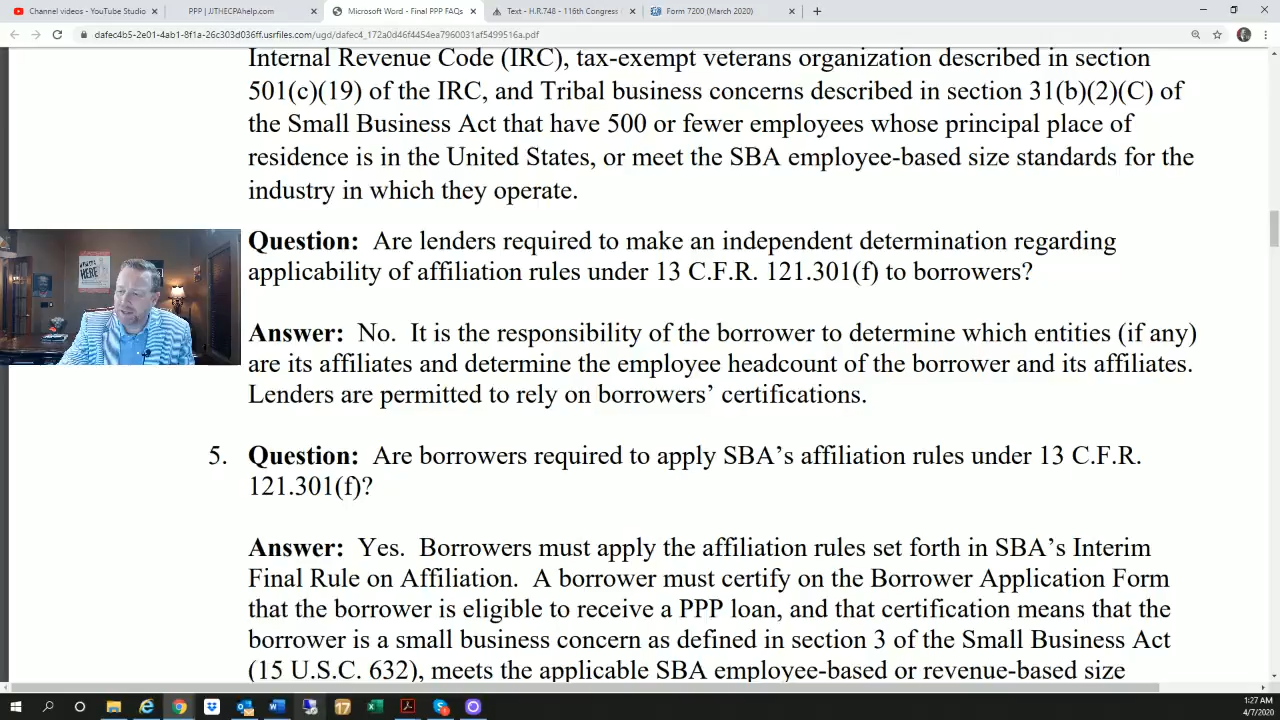 Channel videos - YouTube Studio
PPP | JJTHECPAhelp.com
Microsoft Word - Final PPP FAQs
Text - H.R.748 - 116th Congress
Form 7200 (March 2020)
dafec4b5-2e01-4ab1-8f1a-26c303d036ff.usrfiles.com/ugd/dafec4_172a0d46f4454ea7960031af5499516a.pdf
Internal Revenue Code (IRC), tax-exempt veterans organization described in section
501(c)(19) of the IRC, and Tribal business concerns described in section 31(b)(2)(C) of
the Small Business Act that have 500 or fewer employees whose principal place of
residence is in the United States, or meet the SBA employee-based size standards for the
industry in which they operate.
Question: Are lenders required to make an independent determination regarding
applicability of affiliation rules under 13 C.F.R. 121.301(f) to borrowers?
Answer: No. It is the responsibility of the borrower to determine which entities (if any)
are its affiliates and determine the employee headcount of the borrower and its affiliates.
Lenders are permitted to rely on borrowers’ certifications.
5. Question: Are borrowers required to apply SBA’s affiliation rules under 13 C.F.R.
121.301(f)?
Answer: Yes. Borrowers must apply the affiliation rules set forth in SBA’s Interim
Final Rule on Affiliation. A borrower must certify on the Borrower Application Form
that the borrower is eligible to receive a PPP loan, and that certification means that the
borrower is a small business concern as defined in section 3 of the Small Business Act
(15 U.S.C. 632), meets the applicable SBA employee-based or revenue-based size
HERE
17
1:27 AM
4/7/2020